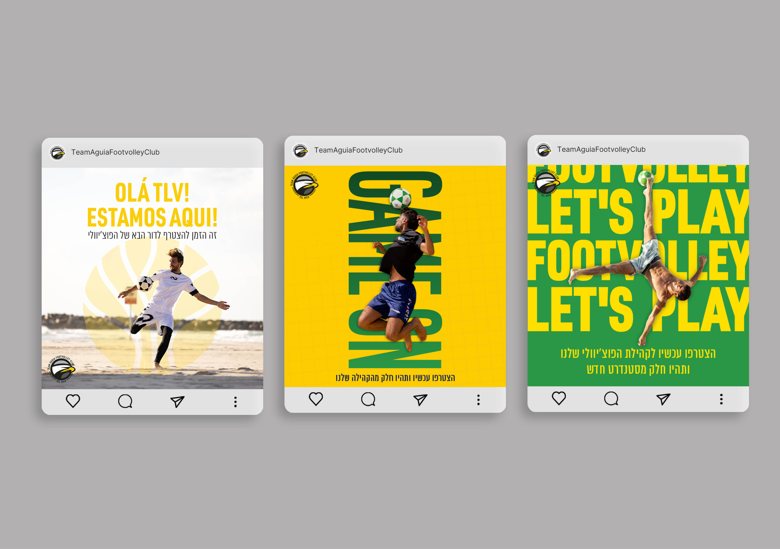 TeamAguiaFootvolleyClub
OLÁ TLV!
ESTAMOS AQUI!
זה הזמן להצטרף לדור הבא של הפוצ'יוולי
TeamAguiaFootvolleyClub
GAME ON
הצטרפו עכשיו ותהיו חלק מהקהילה שלנו
TeamAguiaFootvolleyClub
FOOTVOLLEY
LET'S PLAY
FOOTVOLLEY
LET'S PLAY
הצטרפו עכשיו לקהילת הפוצ'יוולי שלנו
ותהיו חלק מסטנדרט חדש